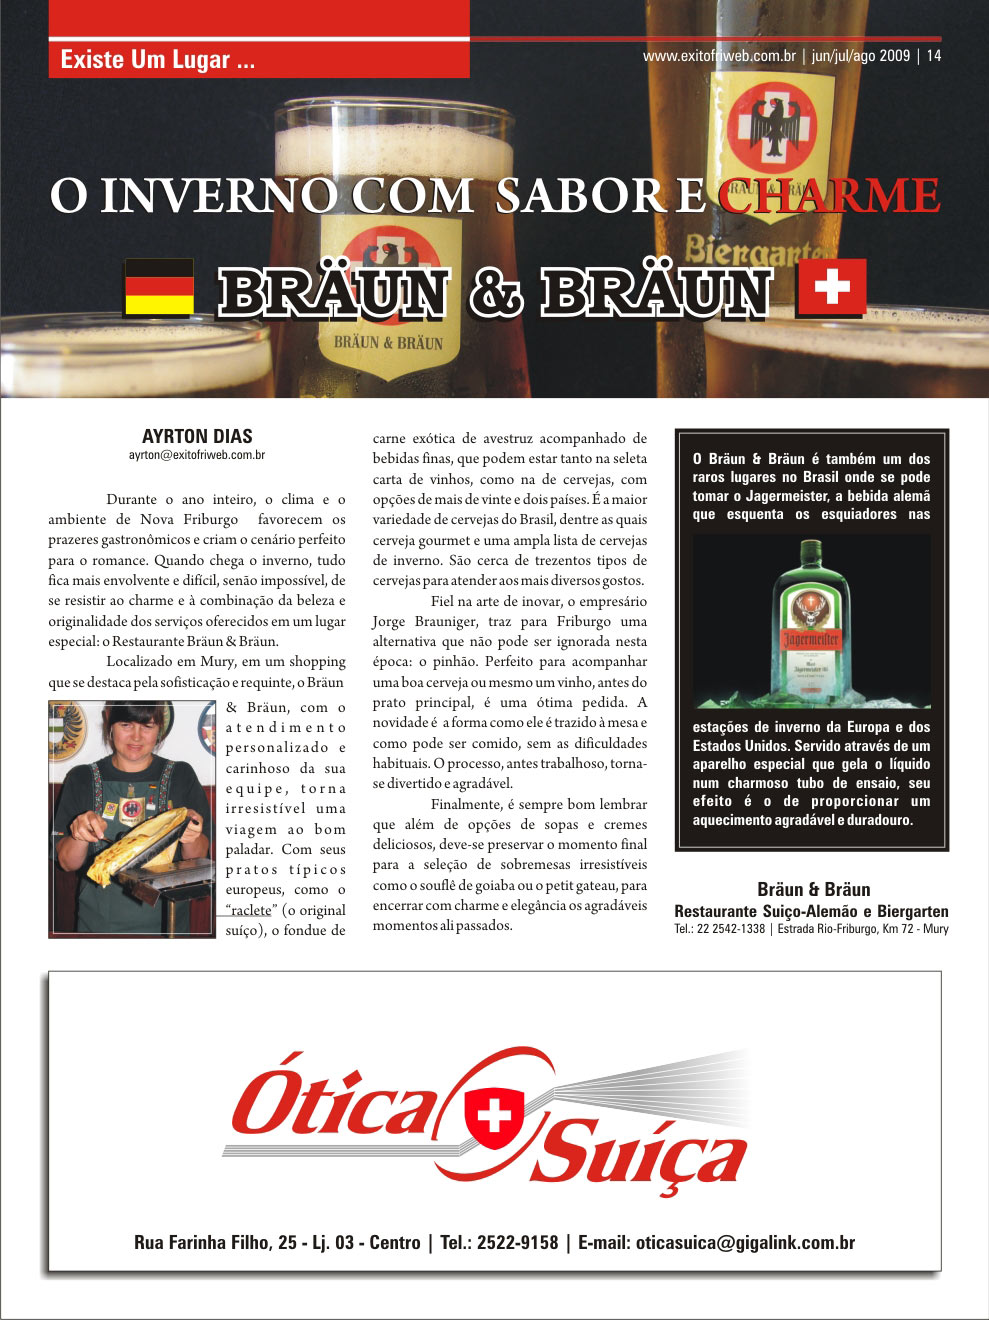 Existe Um Lugar ...
www.exitofriweb.com.br | jun/jul/ago 2009 | 14
O INVERNO COM SABOR E CHARME
BRÄUN & BRÄUN
Biergarten
BRÄUN & BRÄUN
BRÄUN & BRÄUN
AYRTON DIAS
ayrton@exitofriweb.com.br
Durante o ano inteiro, o clima e o
ambiente de Nova Friburgo favorecem os
prazeres gastronômicos e criam o cenário perfeito
para o romance. Quando chega o inverno, tudo
fica mais envolvente e difícil, senão impossível, de
se resistir ao charme e à combinação da beleza e
originalidade dos serviços oferecidos em um lugar
especial: o Restaurante Bräun & Bräun.
Localizado em Mury, em um shopping
que se destaca pela sofisticação e requinte, o Bräun
& Bräun, com o
atendimento
personalizado e
carinhoso da sua
equipe, torna
irresistível uma
viagem ao bom
paladar. Com seus
pratos típicos
europeus, como o
“raclete” (o original
suíço), o fondue de
carne exótica de avestruz acompanhado de
bebidas finas, que podem estar tanto na seleta
carta de vinhos, como na de cervejas, com
opções de mais de vinte e dois países. É a maior
variedade de cervejas do Brasil, dentre as quais
cerveja gourmet e uma ampla lista de cervejas
de inverno. São cerca de trezentos tipos de
cervejas para atender aos mais diversos gostos.
Fiel na arte de inovar, o empresário
Jorge Brauniger, traz para Friburgo uma
alternativa que não pode ser ignorada nesta
época: o pinhão. Perfeito para acompanhar
uma boa cerveja ou mesmo um vinho, antes do
prato principal, é uma ótima pedida. A
novidade é a forma como ele é trazido à mesa e
como pode ser comido, sem as dificuldades
habituais. O processo, antes trabalhoso, torna-
se divertido e agradável.
Finalmente, é sempre bom lembrar
que além de opções de sopas e cremes
deliciosos, deve-se preservar o momento final
para a seleção de sobremesas irresistíveis
como o souflê de goiaba ou o petit gateau, para
encerrar com charme e elegância os agradáveis
momentos ali passados.
O Bräun & Bräun é também um dos
raros lugares no Brasil onde se pode
tomar o Jagermeister, a bebida alemã
que esquenta os esquiadores nas
Jägermeister
estações de inverno da Europa e dos
Estados Unidos. Servido através de um
aparelho especial que gela o líquido
num charmoso tubo de ensaio, seu
efeito é o de proporcionar um
aquecimento agradável e duradouro.
Bräun & Bräun
Restaurante Suiço-Alemão e Biergarten
Tel.: 22 2542-1338 | Estrada Rio-Friburgo, Km 72 - Mury
Ótica Suíça
Rua Farinha Filho, 25 - Lj. 03 - Centro | Tel.: 2522-9158 | E-mail: oticasuica@gigalink.com.br